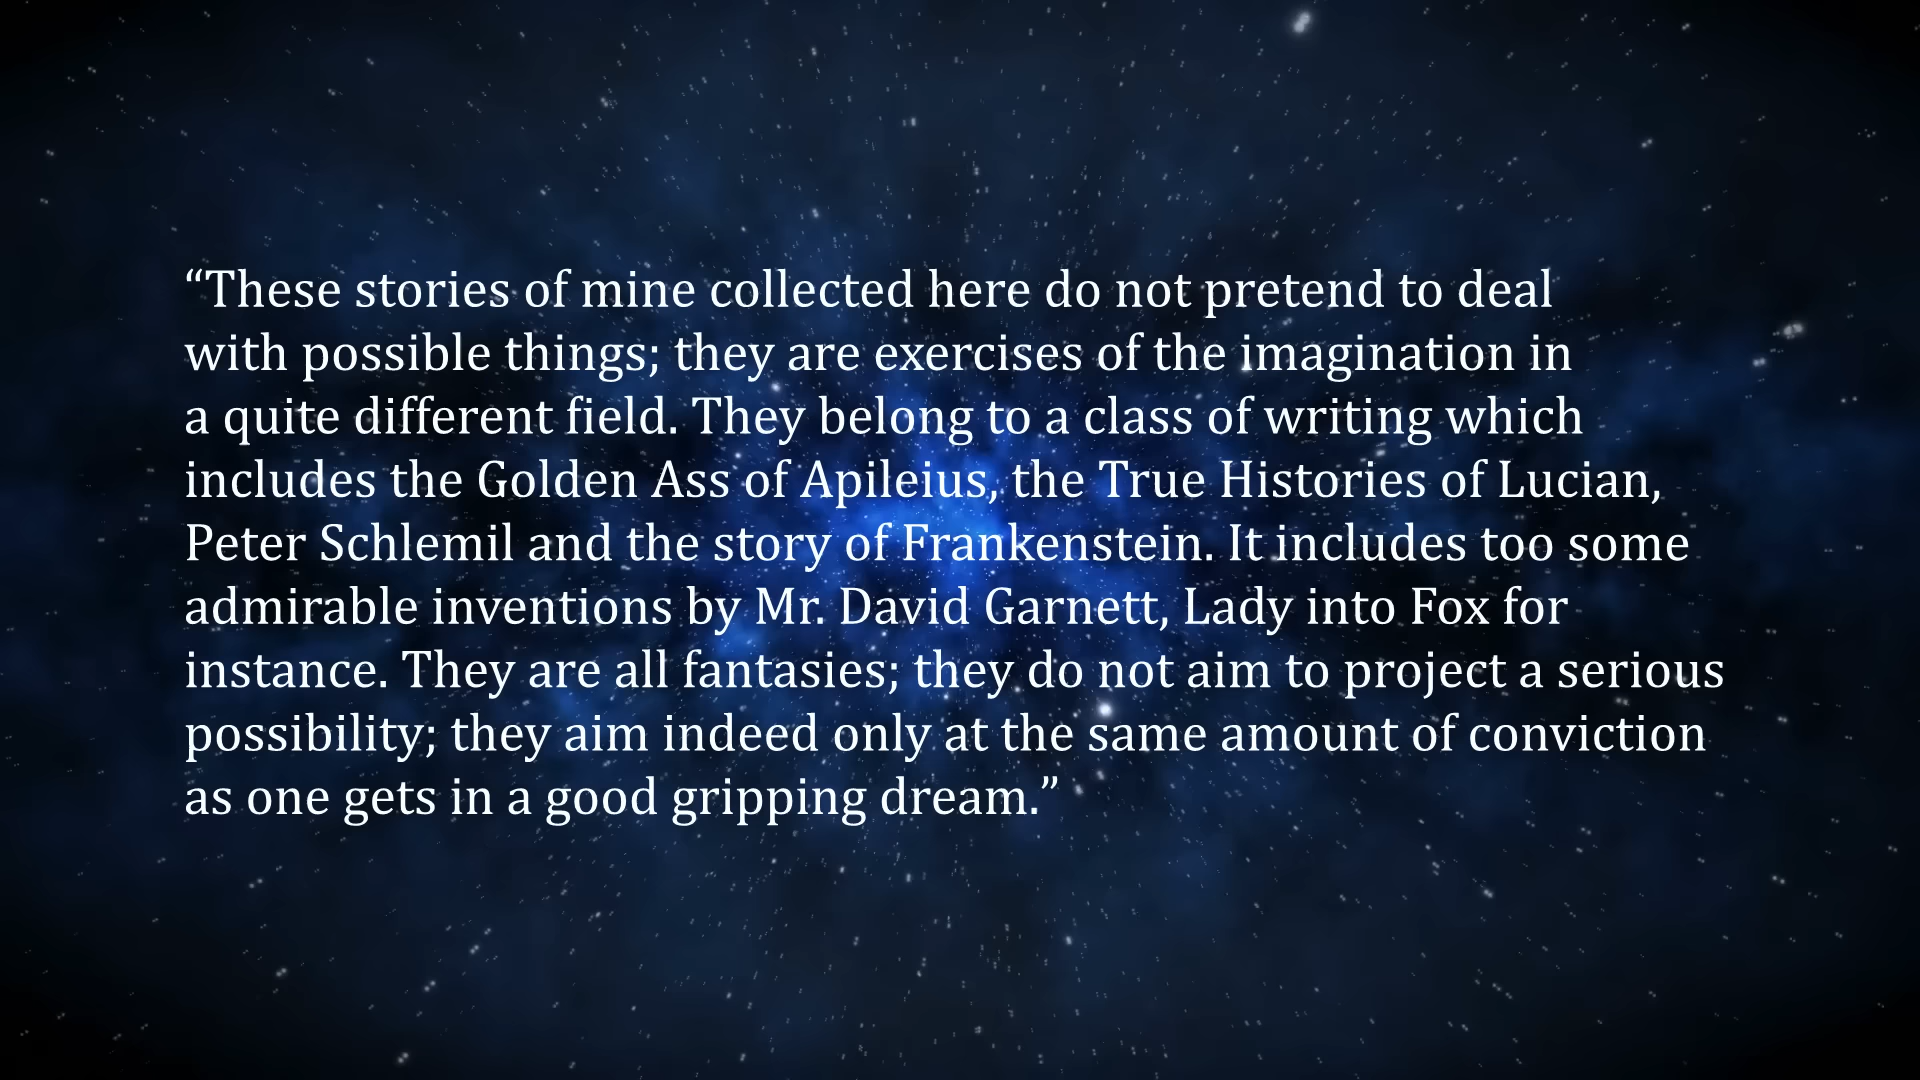 “These stories of mine collected here do not pretend to deal
with possible things; they are exercises of the imagination in
a quite different field. They belong to a class of writing which
includes the Golden Ass of Apileius, the True Histories of Lucian,
Peter Schlemil and the story of Frankenstein. It includes too some
admirable inventions by Mr. David Garnett, Lady into Fox for
instance. They are all fantasies; they do not aim to project a serious
possibility; they aim indeed only at the same amount of conviction
as one gets in a good gripping dream.”